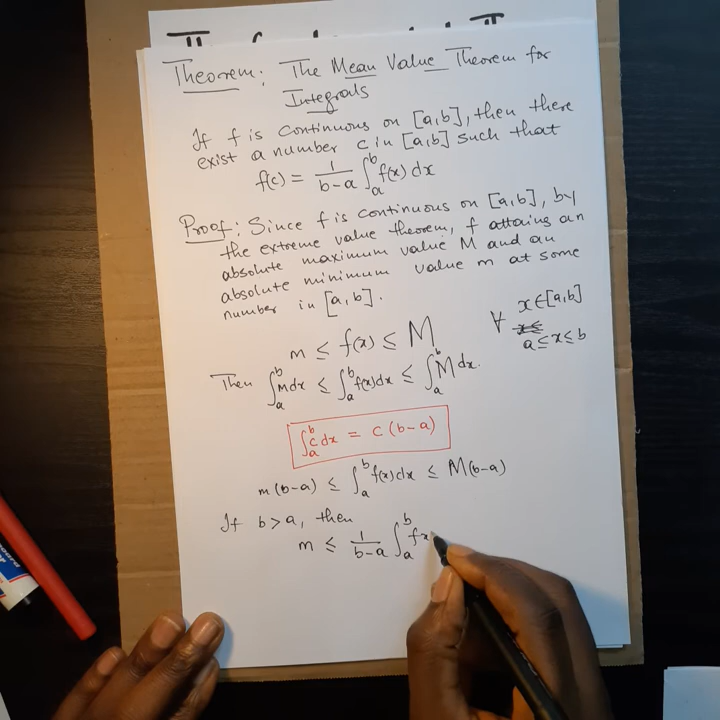 Theorem: The Mean Value Theorem for
Integrals
If f is continuous on [a,b], then there
exist a number c in [a,b] such that
f(c) = 1/(b-a) ∫_a^b f(x) dx
Proof: Since f is continuous on [a,b], by
the extreme value theorem, f attains an
absolute maximum value M and an
absolute minimum value m at some
number in [a,b].
m ≤ f(x) ≤ M ∀ x∈[a,b]
a≤x≤b
Then ∫_a^b mdx ≤ ∫_a^b f(x)dx ≤ ∫_a^b M dx.
∫_a^b c dx = c(b-a)
m(b-a) ≤ ∫_a^b f(x)dx ≤ M(b-a)
If b>a, then
m ≤ 1/(b-a) ∫_a^b fx